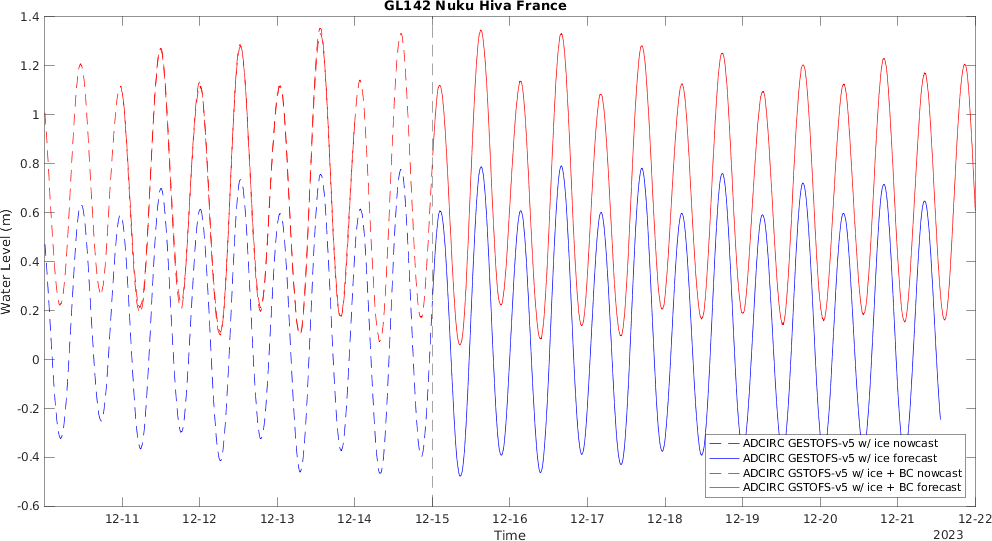 GL142 Nuku Hiva France
1.4
1.2
1
0.8
0.6
0.4
0.2
0
-0.2
-0.4
-0.6
Water Level (m)
ADCIRC GESTOFS-v5 w/ ice nowcast
ADCIRC GESTOFS-v5 w/ ice forecast
ADCIRC GSTOFS-v5 w/ ice + BC nowcast
ADCIRC GSTOFS-v5 w/ ice + BC forecast
12-11 12-12 12-13 12-14 12-15 12-16 12-17 12-18 12-19 12-20 12-21 12-22
Time
2023